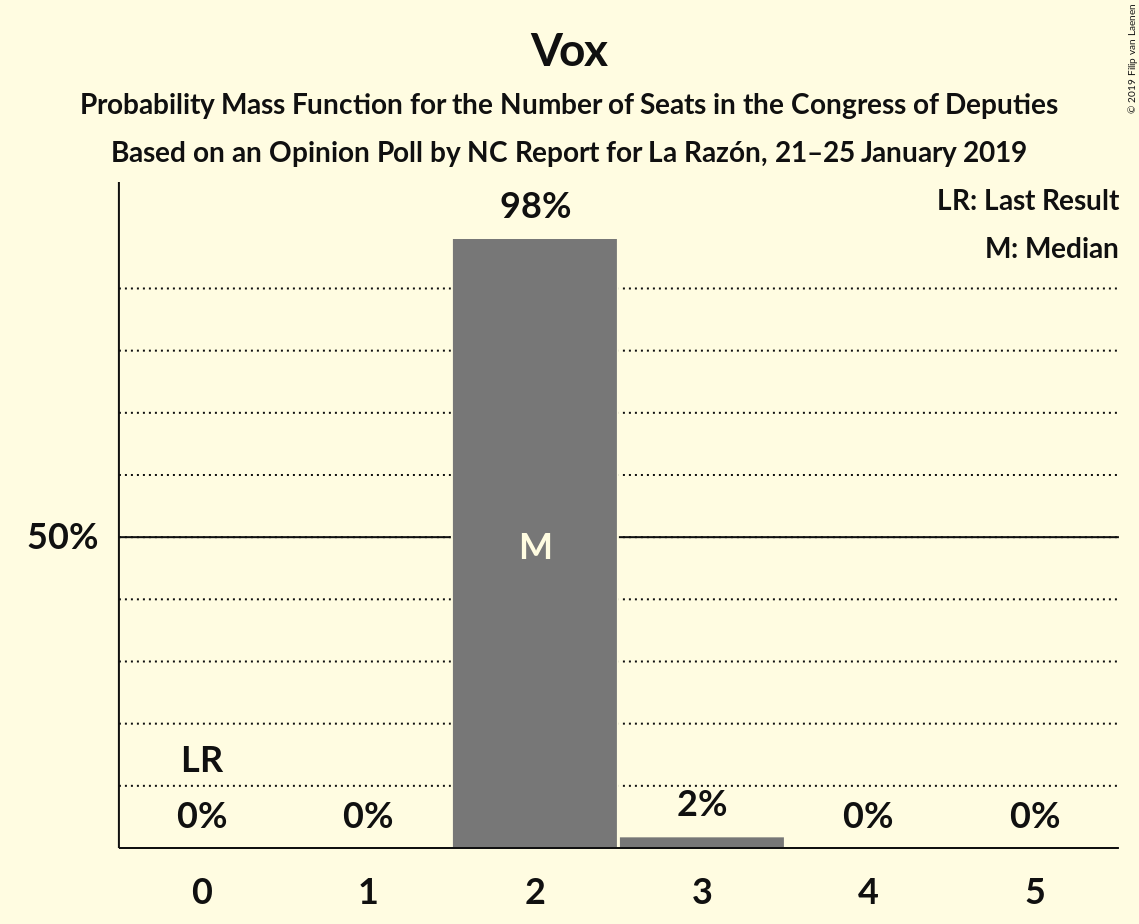 Vox
Probability Mass Function for the Number of Seats in the Congress of Deputies
Based on an Opinion Poll by NC Report for La Razón, 21–25 January 2019
© 2019 Filip van Laenen
LR: Last Result
M: Median
98%
50%
M
LR
0%
0%
2%
0%
0%
0
1
2
3
4
5